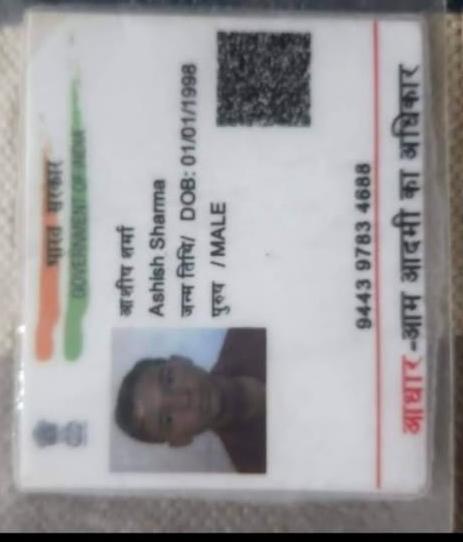 भारत सरकार
GOVERNMENT OF INDIA
आशीष शर्मा
Ashish Sharma
जन्म तिथि/ DOB: 01/01/1998
पुरुष / MALE
9443 9783 4688
आधार -आम आदमी का अधिकार